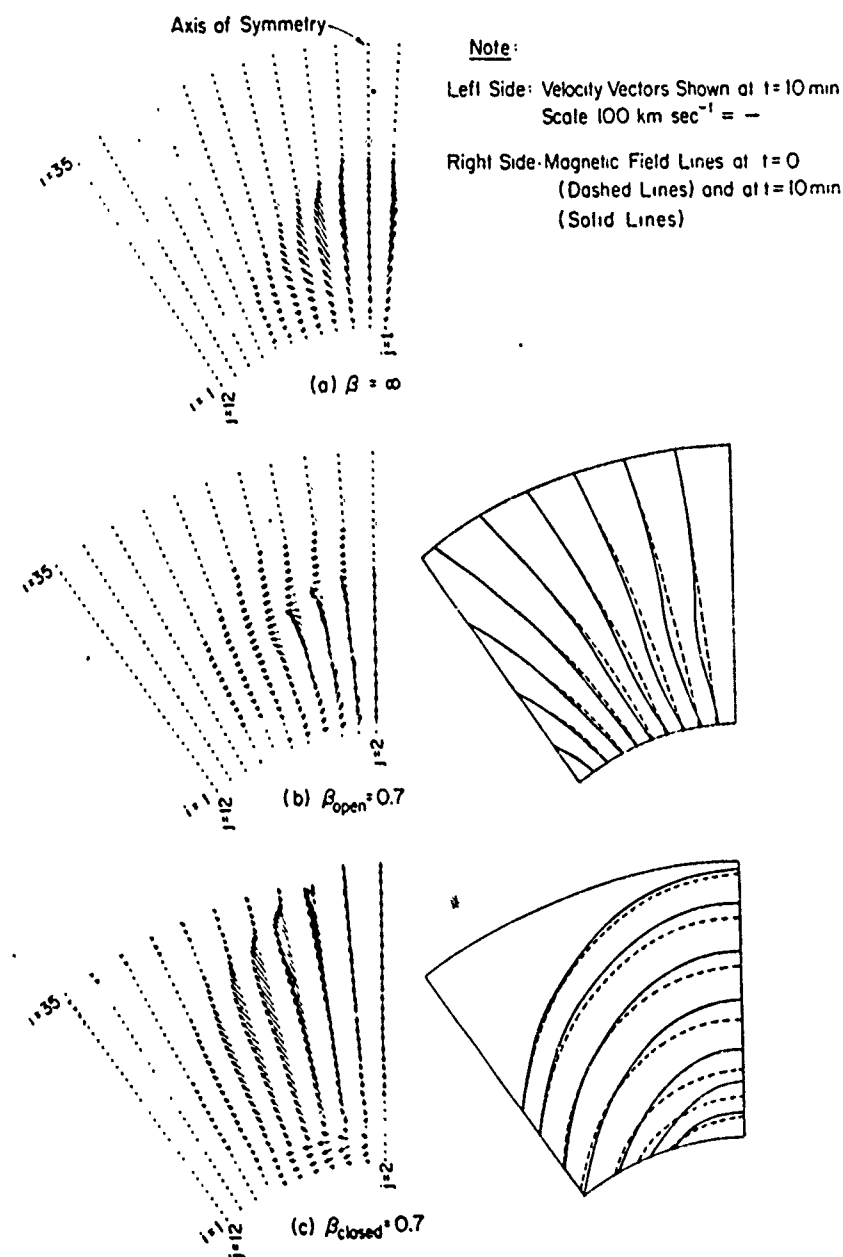 Axis of Symmetry
Note:
Left Side: Velocity Vectors Shown at t=10 min
Scale 100 km sec⁻¹ = —
Right Side·Magnetic Field Lines at t=0
(Dashed Lines) and at t=10min
(Solid Lines)
i=35
i=1
j=12
j=1
(a) β = ∞
i=35
i=1
j=12
j=2
(b) βopen=0.7
i=35
i=1
j=12
j=2
(c) βclosed=0.7